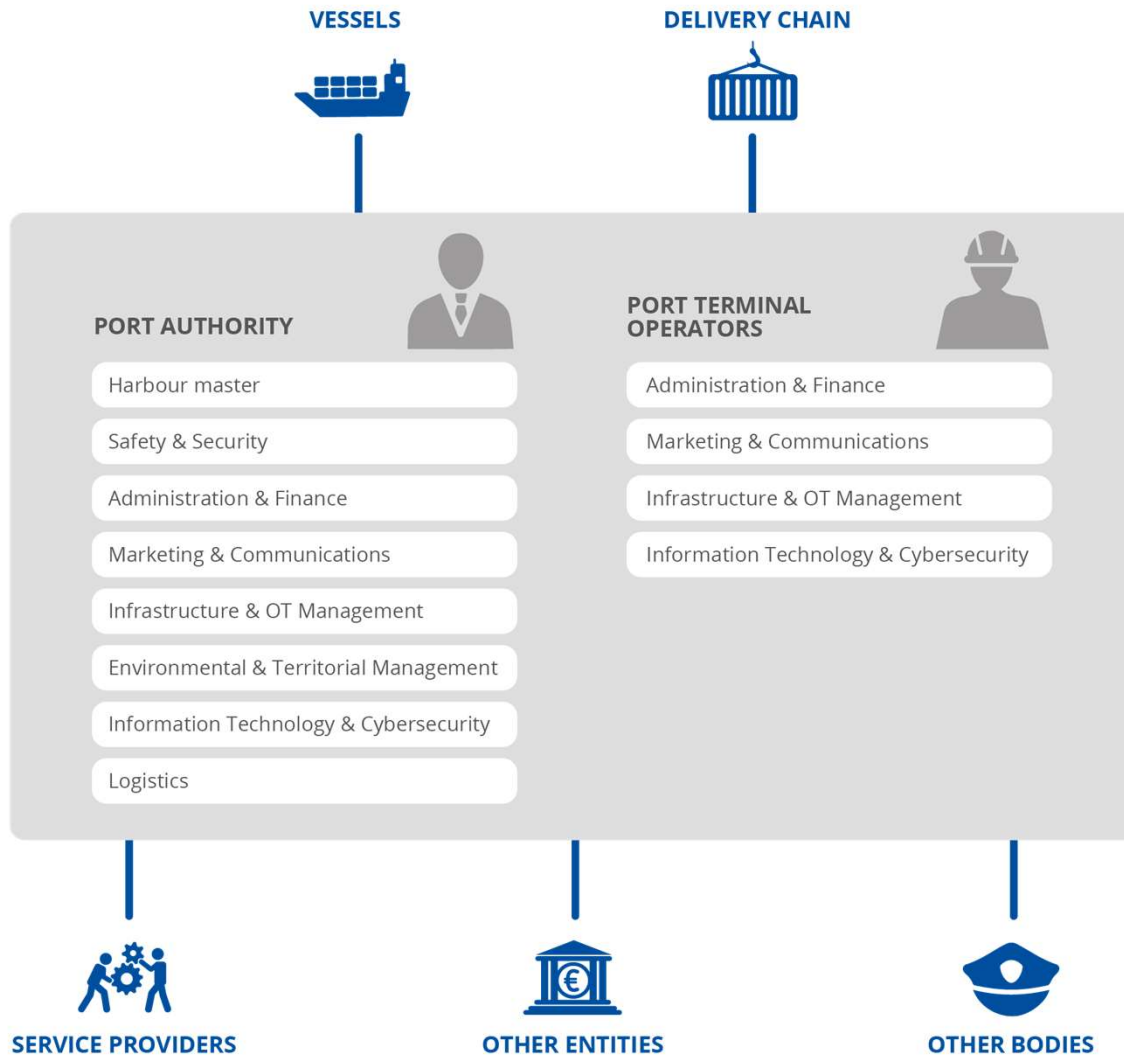 VESSELS
DELIVERY CHAIN
PORT AUTHORITY
Harbour master
Safety & Security
Administration & Finance
Marketing & Communications
Infrastructure & OT Management
Environmental & Territorial Management
Information Technology & Cybersecurity
Logistics
PORT TERMINAL
OPERATORS
Administration & Finance
Marketing & Communications
Infrastructure & OT Management
Information Technology & Cybersecurity
€
SERVICE PROVIDERS
OTHER ENTITIES
OTHER BODIES